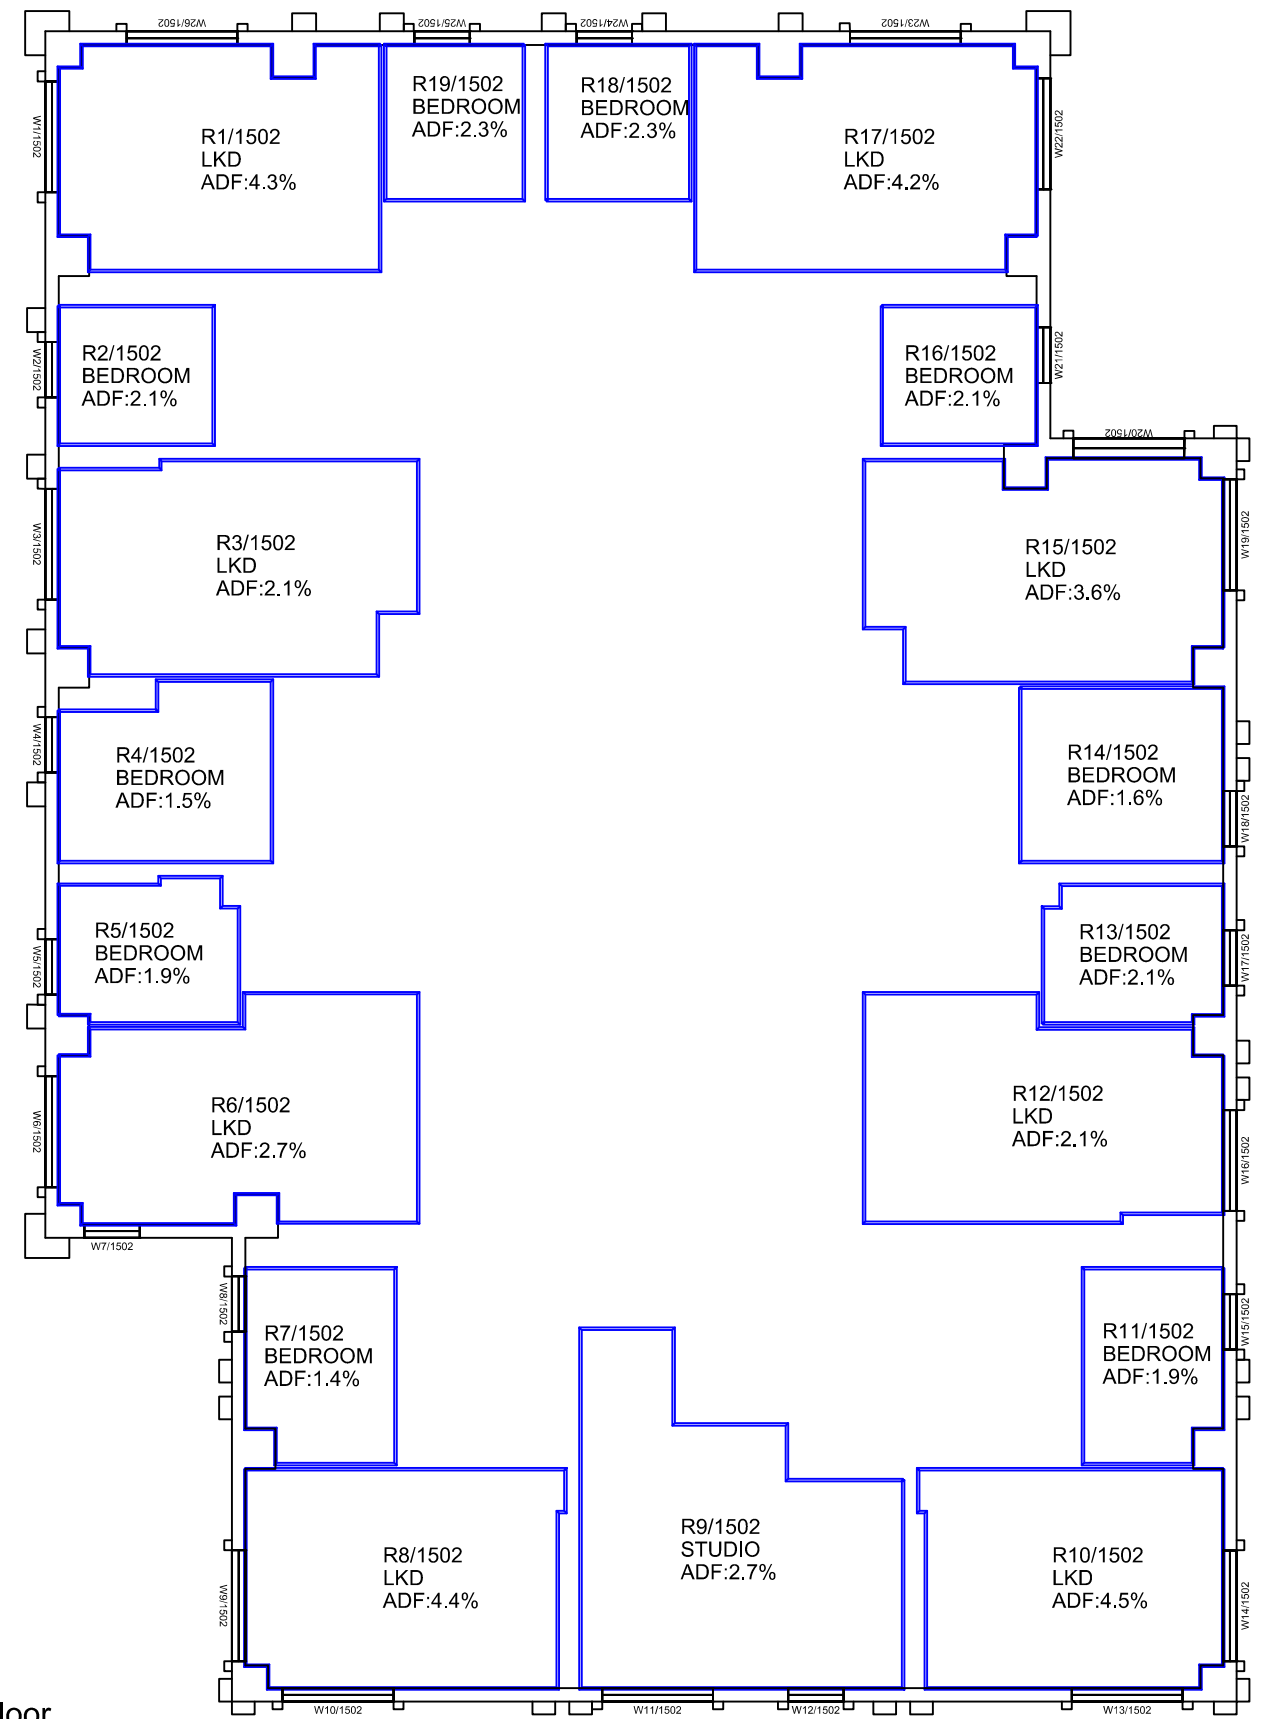 W26/1502
W25/1502
W24/1502
W23/1502
W1/1502
R1/1502
LKD
ADF:4.3%
R19/1502
BEDROOM
ADF:2.3%
R18/1502
BEDROOM
ADF:2.3%
R17/1502
LKD
ADF:4.2%
W22/1502
W2/1502
R2/1502
BEDROOM
ADF:2.1%
R16/1502
BEDROOM
ADF:2.1%
W21/1502
W20/1502
W3/1502
R3/1502
LKD
ADF:2.1%
R15/1502
LKD
ADF:3.6%
W19/1502
W4/1502
R4/1502
BEDROOM
ADF:1.5%
R14/1502
BEDROOM
ADF:1.6%
W18/1502
W5/1502
R5/1502
BEDROOM
ADF:1.9%
R13/1502
BEDROOM
ADF:2.1%
W17/1502
W6/1502
R6/1502
LKD
ADF:2.7%
R12/1502
LKD
ADF:2.1%
W16/1502
W7/1502
W8/1502
R7/1502
BEDROOM
ADF:1.4%
R11/1502
BEDROOM
ADF:1.9%
W15/1502
W9/1502
R8/1502
LKD
ADF:4.4%
R9/1502
STUDIO
ADF:2.7%
R10/1502
LKD
ADF:4.5%
W14/1502
W10/1502
W11/1502
W12/1502
W13/1502
loor